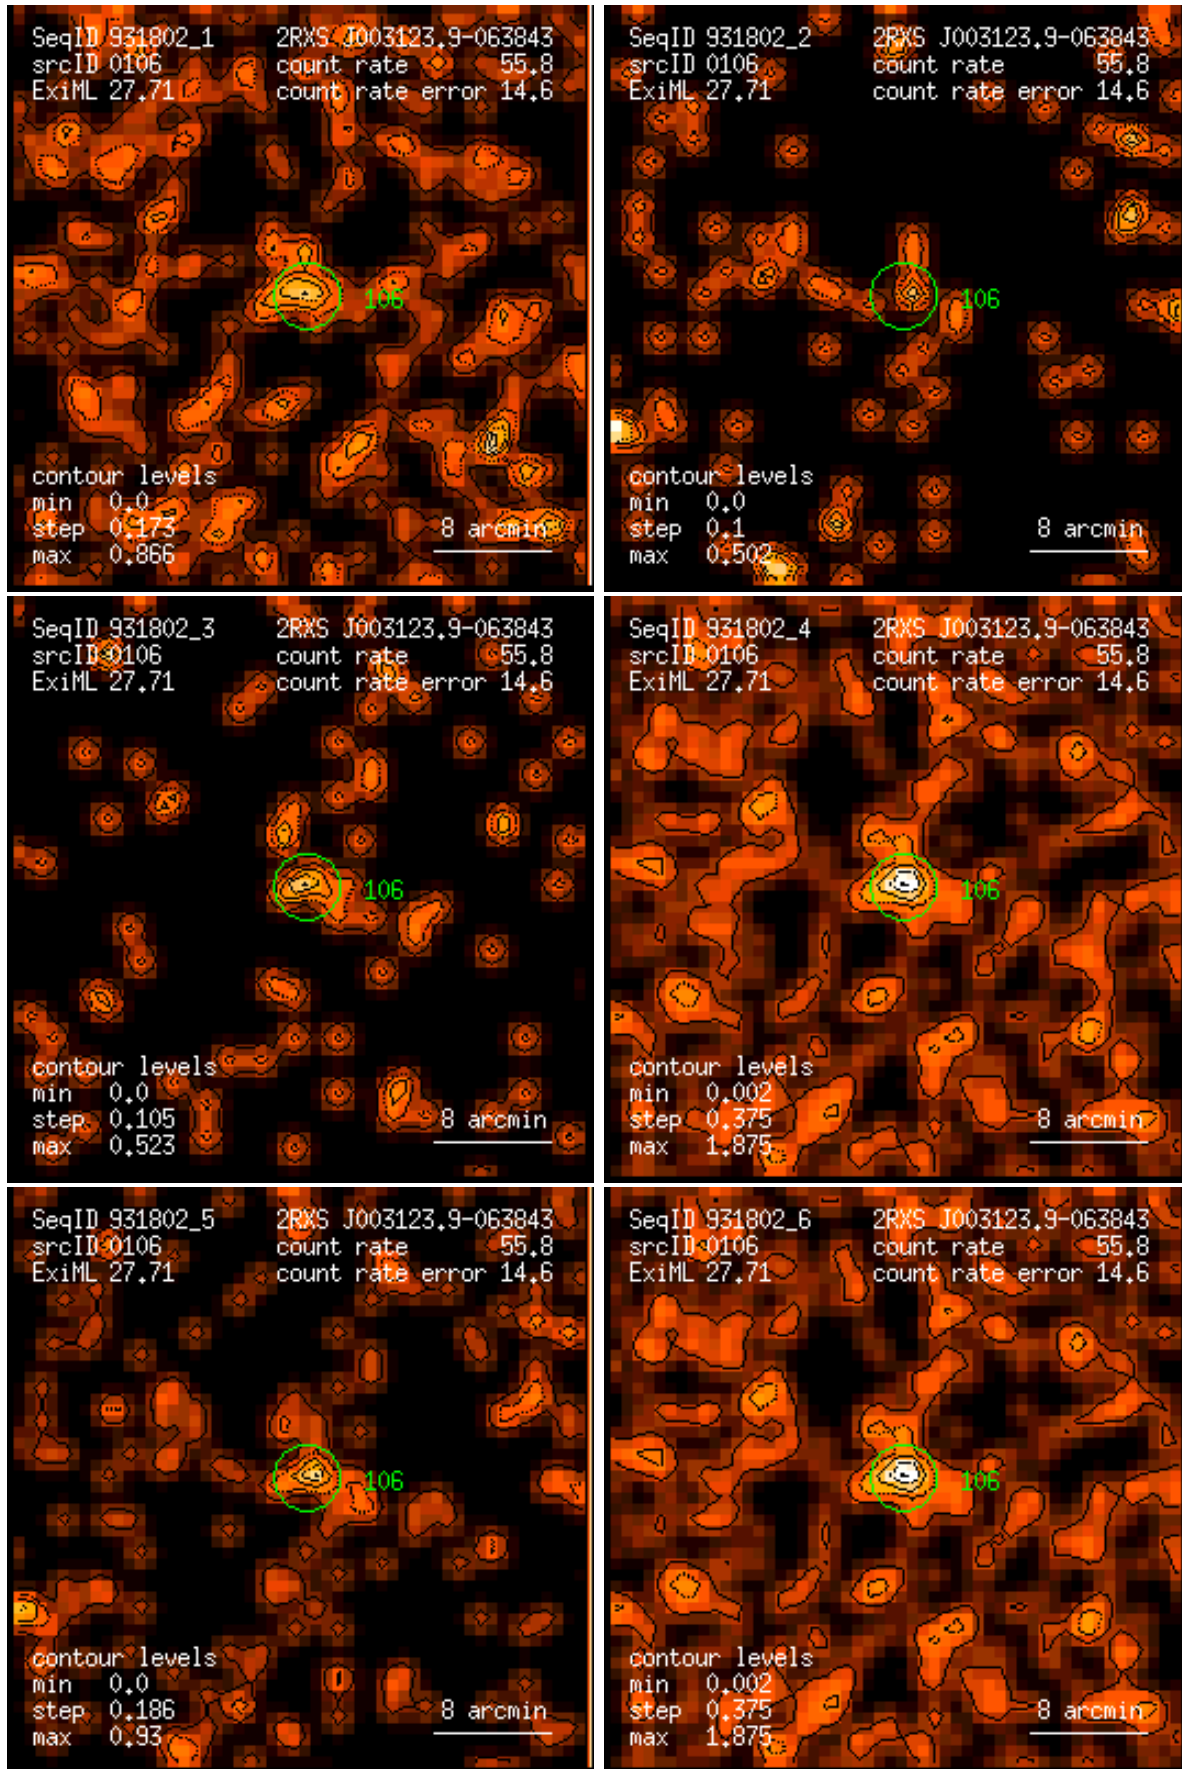 SeqID 931802_1 2RXS J003123.9-063843
srcID 0106 count rate 55.8
ExiML 27.71 count rate error 14.6
106
contour levels
min 0.0
step 0.173 8 arcmin
max 0.866
SeqID 931802_2 2RXS J003123.9-063843
srcID 0106 count rate 55.8
ExiML 27.71 count rate error 14.6
106
contour levels
min 0.0
step 0.1 8 arcmin
max 0.502
SeqID 931802_3 2RXS J003123.9-063843
srcID 0106 count rate 55.8
ExiML 27.71 count rate error 14.6
106
contour levels
min 0.0
step 0.105 8 arcmin
max 0.523
SeqID 931802_4 2RXS J003123.9-063843
srcID 0106 count rate 55.8
ExiML 27.71 count rate error 14.6
106
contour levels
min 0.002
step 0.375 8 arcmin
max 1.875
SeqID 931802_5 2RXS J003123.9-063843
srcID 0106 count rate 55.8
ExiML 27.71 count rate error 14.6
106
contour levels
min 0.0
step 0.186 8 arcmin
max 0.93
SeqID 931802_6 2RXS J003123.9-063843
srcID 0106 count rate 55.8
ExiML 27.71 count rate error 14.6
106
contour levels
min 0.002
step 0.375 8 arcmin
max 1.875